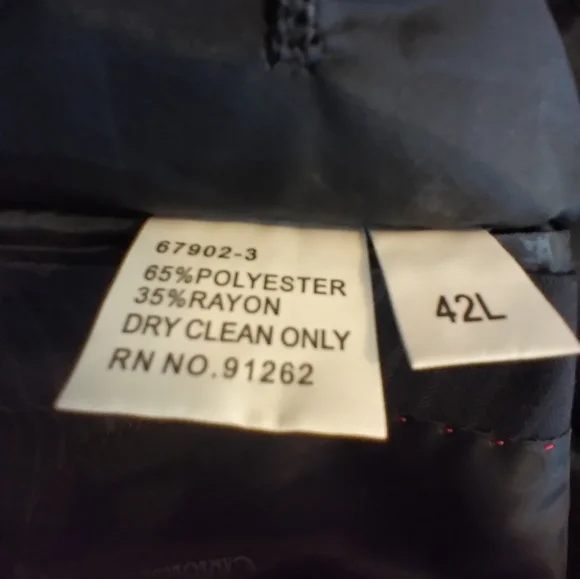 67902-3
65%POLYESTER
35%RAYON
DRY CLEAN ONLY
RN NO.91262
42L